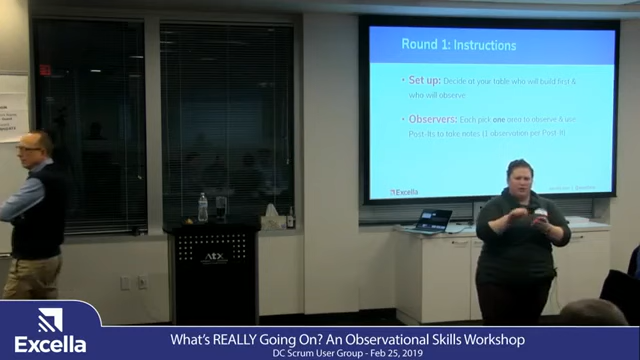 Round 1: Instructions
• Set up: Decide at your table who will build first &
who will observe
• Observers: Each pick one area to observe & use
Post-its to take notes (1 observation per Post-it)
Excella
Excella
What's REALLY Going On? An Observational Skills Workshop
DC Scrum User Group - Feb 25, 2019